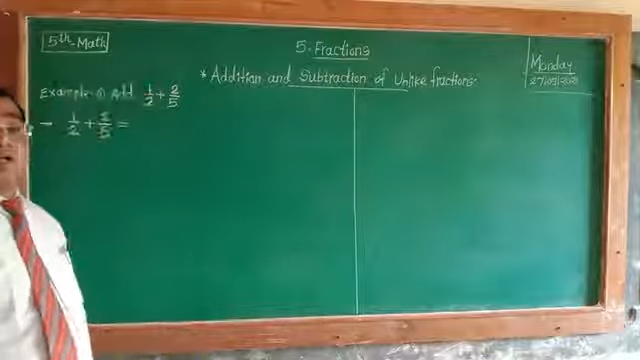 5th-Math
5. Fractions
Monday
* Addition and Subtraction of Unlike fractions:
Example ① Add 1/2 + 2/5
→ 1/2 + 2/5 =